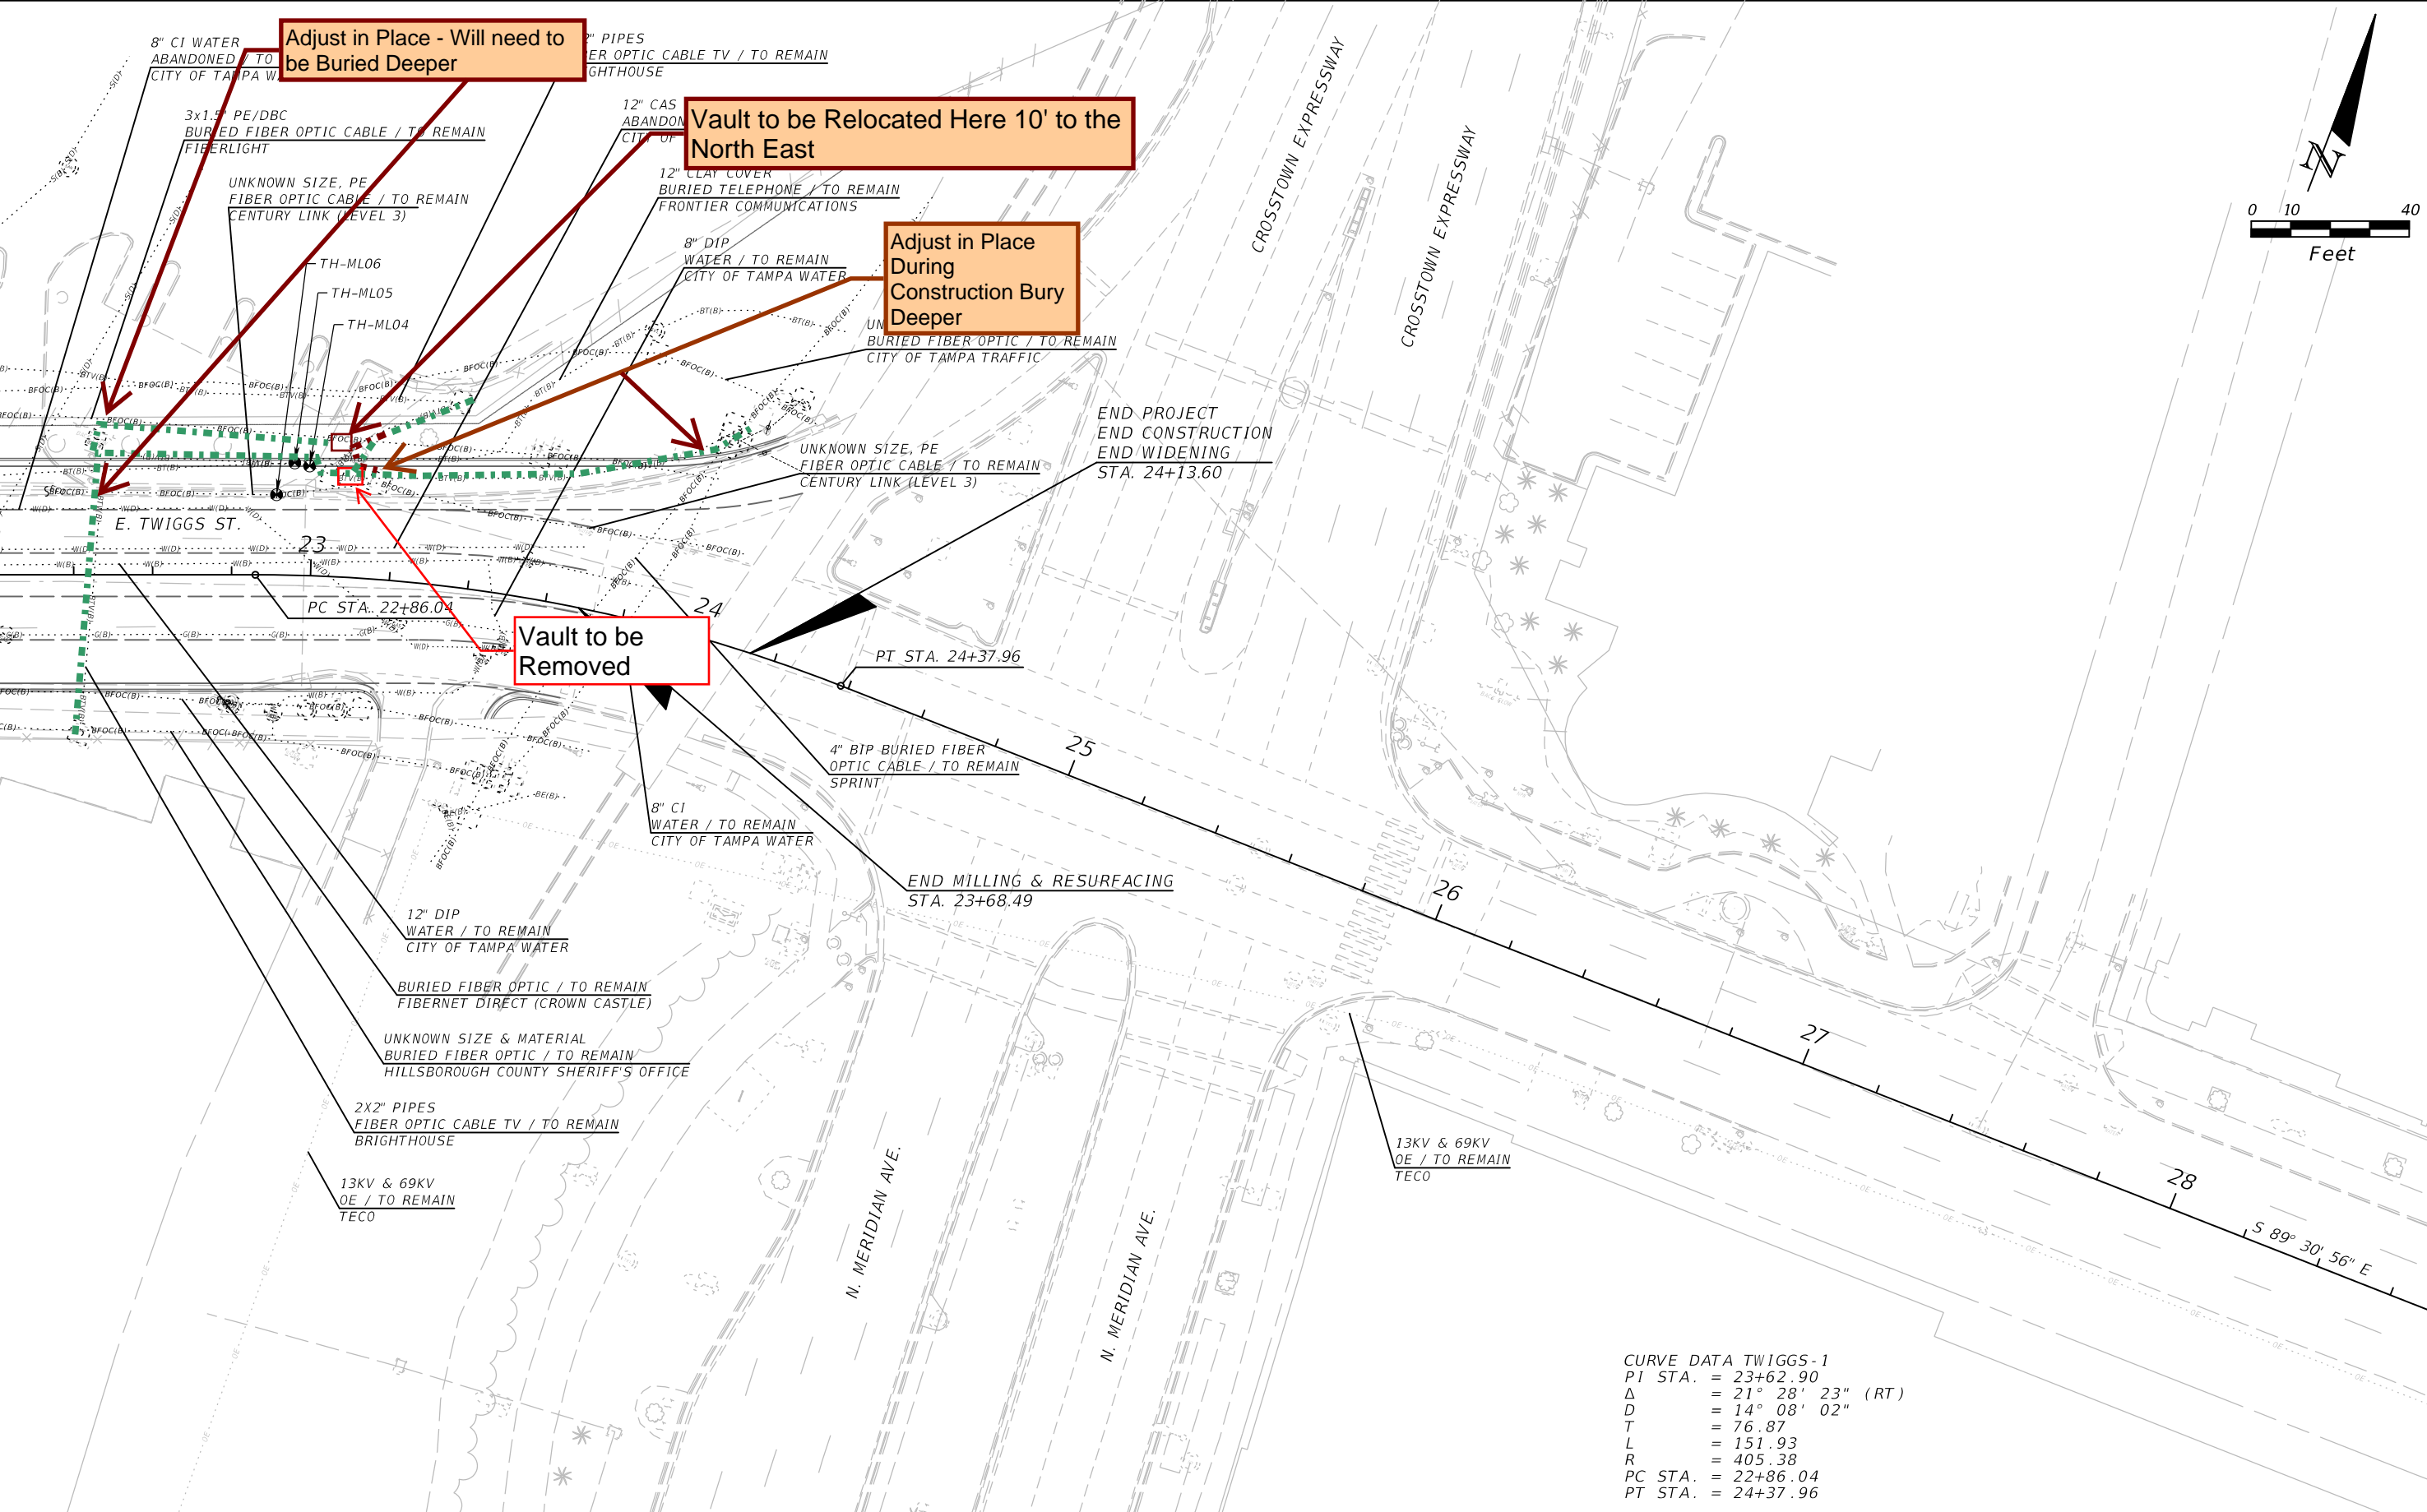 8" CI WATER
ABANDONED / TO
CITY OF TAMPA WA
Adjust in Place - Will need to
be Buried Deeper
2" PIPES
ER OPTIC CABLE TV / TO REMAIN
GHTHOUSE
3x1.5" PE/DBC
BURIED FIBER OPTIC CABLE / TO REMAIN
FIBERLIGHT
12" CAS
ABANDON
CITY OF
Vault to be Relocated Here 10' to the
North East
UNKNOWN SIZE, PE
FIBER OPTIC CABLE / TO REMAIN
CENTURY LINK (LEVEL 3)
12" CLAY COVER
BURIED TELEPHONE / TO REMAIN
FRONTIER COMMUNICATIONS
8" DIP
WATER / TO REMAIN
CITY OF TAMPA WATER
Adjust in Place
During
Construction Bury
Deeper
UN
BURIED FIBER OPTIC / TO REMAIN
CITY OF TAMPA TRAFFIC
TH-ML06
TH-ML05
TH-ML04
CROSSTOWN EXPRESSWAY
CROSSTOWN EXPRESSWAY
N
0 10 40
Feet
UNKNOWN SIZE, PE
FIBER OPTIC CABLE / TO REMAIN
CENTURY LINK (LEVEL 3)
END PROJECT
END CONSTRUCTION
END WIDENING
STA. 24+13.60
E. TWIGGS ST.
23
PC STA. 22+86.04
24
Vault to be
Removed
PT STA. 24+37.96
25
4" BIP BURIED FIBER
OPTIC CABLE / TO REMAIN
SPRINT
8" CI
WATER / TO REMAIN
CITY OF TAMPA WATER
END MILLING & RESURFACING
STA. 23+68.49
26
12" DIP
WATER / TO REMAIN
CITY OF TAMPA WATER
BURIED FIBER OPTIC / TO REMAIN
FIBERNET DIRECT (CROWN CASTLE)
UNKNOWN SIZE & MATERIAL
BURIED FIBER OPTIC / TO REMAIN
HILLSBOROUGH COUNTY SHERIFF'S OFFICE
2X2" PIPES
FIBER OPTIC CABLE TV / TO REMAIN
BRIGHTHOUSE
13KV & 69KV
OE / TO REMAIN
TECO
N. MERIDIAN AVE.
N. MERIDIAN AVE.
13KV & 69KV
OE / TO REMAIN
TECO
27
28
S 89° 30' 56" E
CURVE DATA TWIGGS-1
PI STA. = 23+62.90
Δ = 21° 28' 23" (RT)
D = 14° 08' 02"
T = 76.87
L = 151.93
R = 405.38
PC STA. = 22+86.04
PT STA. = 24+37.96